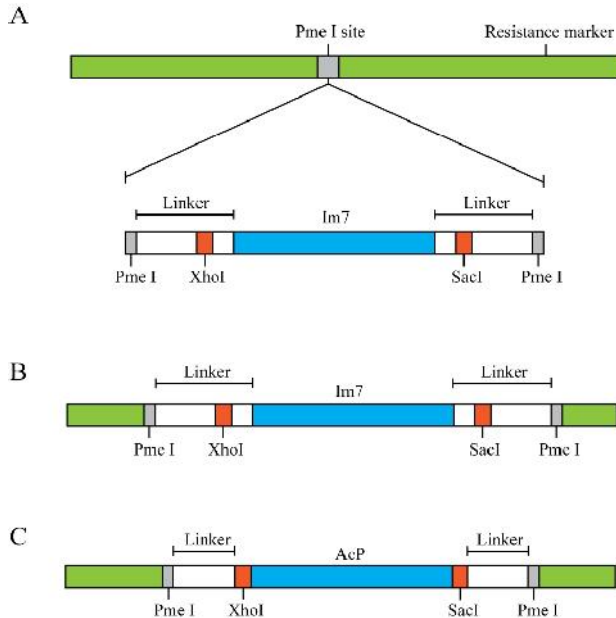 A
Pme I site Resistance marker
Linker Linker
Im7
Pme I XhoI SacI Pme I
B
Linker Linker
Im7
Pme I XhoI SacI Pme I
C
Linker AcP Linker
Pme I XhoI SacI Pme I